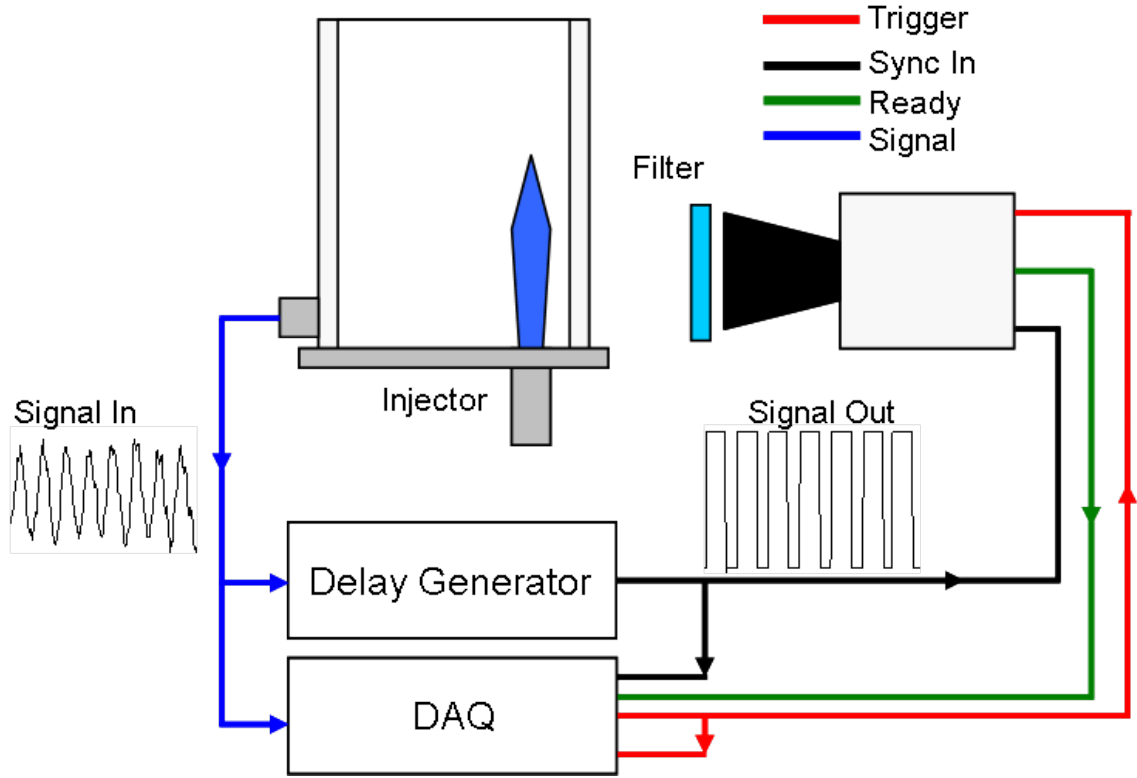 Trigger
Sync In
Ready
Signal
Filter
Injector
Signal In
Signal Out
Delay Generator
DAQ